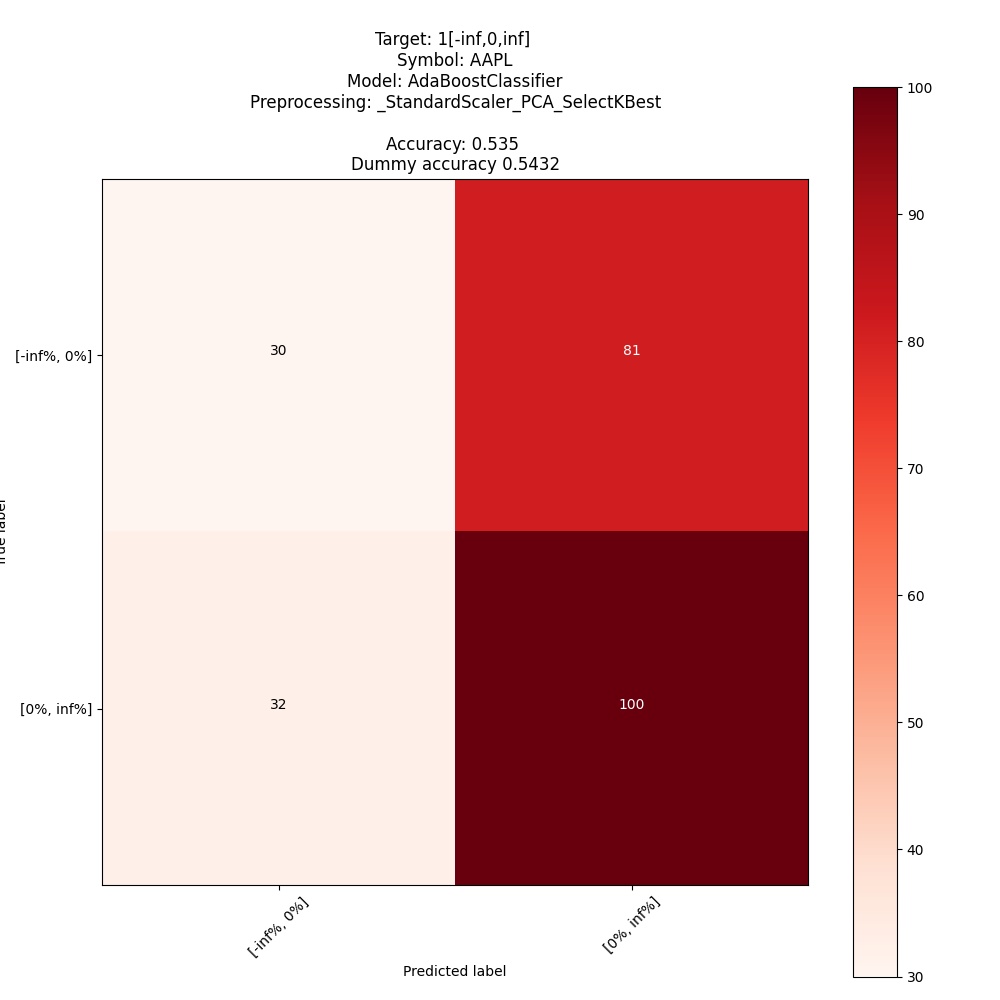 Target: 1[-inf,0,inf]
Symbol: AAPL
Model: AdaBoostClassifier
Preprocessing: _StandardScaler_PCA_SelectKBest
Accuracy: 0.535
Dummy accuracy 0.5432
100
90
80
70
60
50
40
30
[-inf%, 0%]
30
81
[0%, inf%]
32
100
[-inf%, 0%]
[0%, inf%]
Predicted label
True label